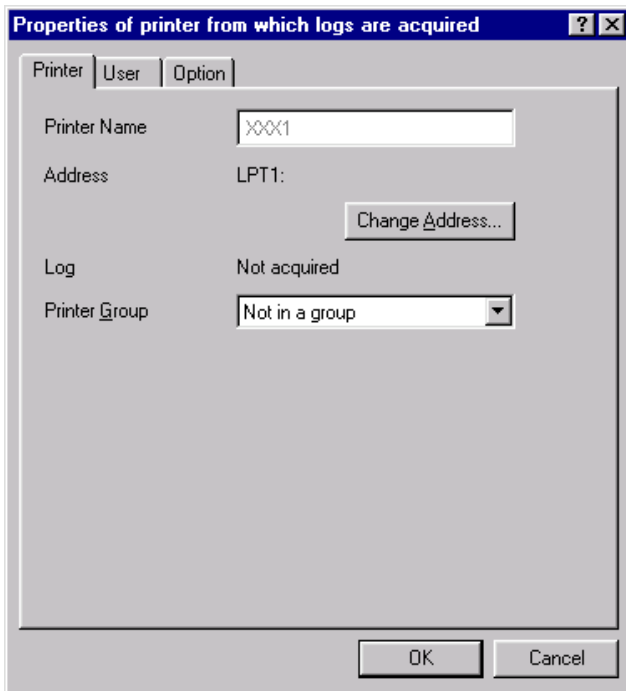 Properties of printer from which logs are acquired
Printer User Option
Printer Name XXX1
Address LPT1:
Change Address...
Log Not acquired
Printer Group Not in a group
OK Cancel